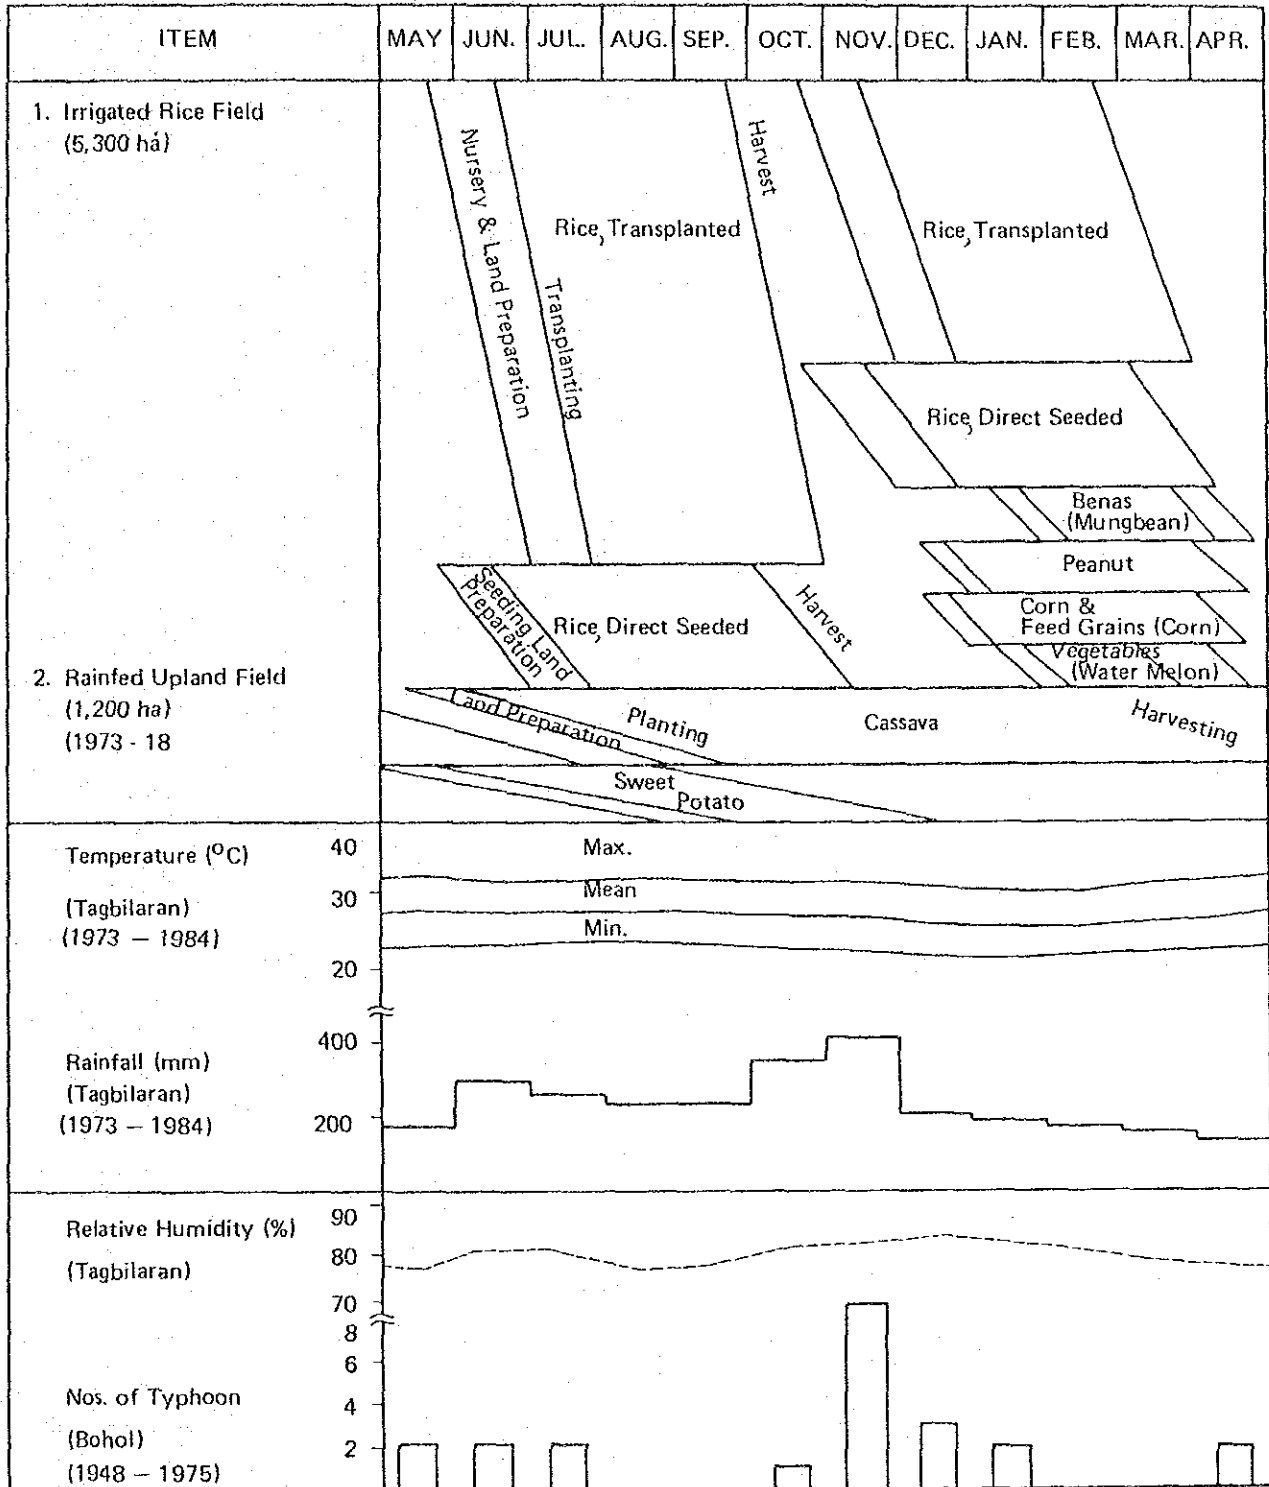 ITEM MAY JUN. JUL. AUG. SEP. OCT. NOV. DEC. JAN. FEB. MAR. APR.
1. Irrigated Rice Field
(5,300 há)
Nursery & Land Preparation
Transplanting
Rice, Transplanted
Harvest
Rice, Transplanted
Rice, Direct Seeded
Benas
(Mungbean)
Peanut
Corn &
Feed Grains (Corn)
Vegetables
(Water Melon)
Seeding Land
Preparation
Rice, Direct Seeded
Harvest
2. Rainfed Upland Field
(1,200 ha)
(1973 - 18
Land Preparation
Planting
Cassava
Harvesting
Sweet
Potato
Temperature (°C)
(Tagbilaran)
(1973 – 1984)
40
30
20
Max.
Mean
Min.
Rainfall (mm)
(Tagbilaran)
(1973 – 1984)
400
200
Relative Humidity (%)
(Tagbilaran)
90
80
70
Nos. of Typhoon
(Bohol)
(1948 – 1975)
8
6
4
2